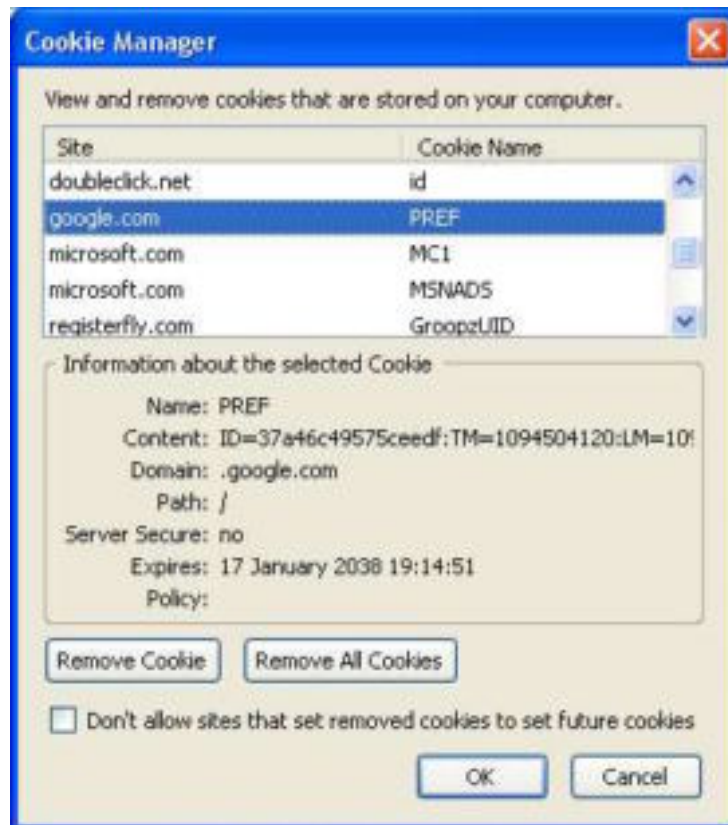 Cookie Manager
View and remove cookies that are stored on your computer.
Site Cookie Name
doubleclick.net id
google.com PREF
microsoft.com MC1
microsoft.com MSNADS
registerfly.com GroopzUID
Information about the selected Cookie
Name: PREF
Content: ID=37a46c49575ceedf:TM=1094504120:LM=109
Domain: .google.com
Path: /
Server Secure: no
Expires: 17 January 2038 19:14:51
Policy:
Remove Cookie Remove All Cookies
Don't allow sites that set removed cookies to set future cookies
OK Cancel